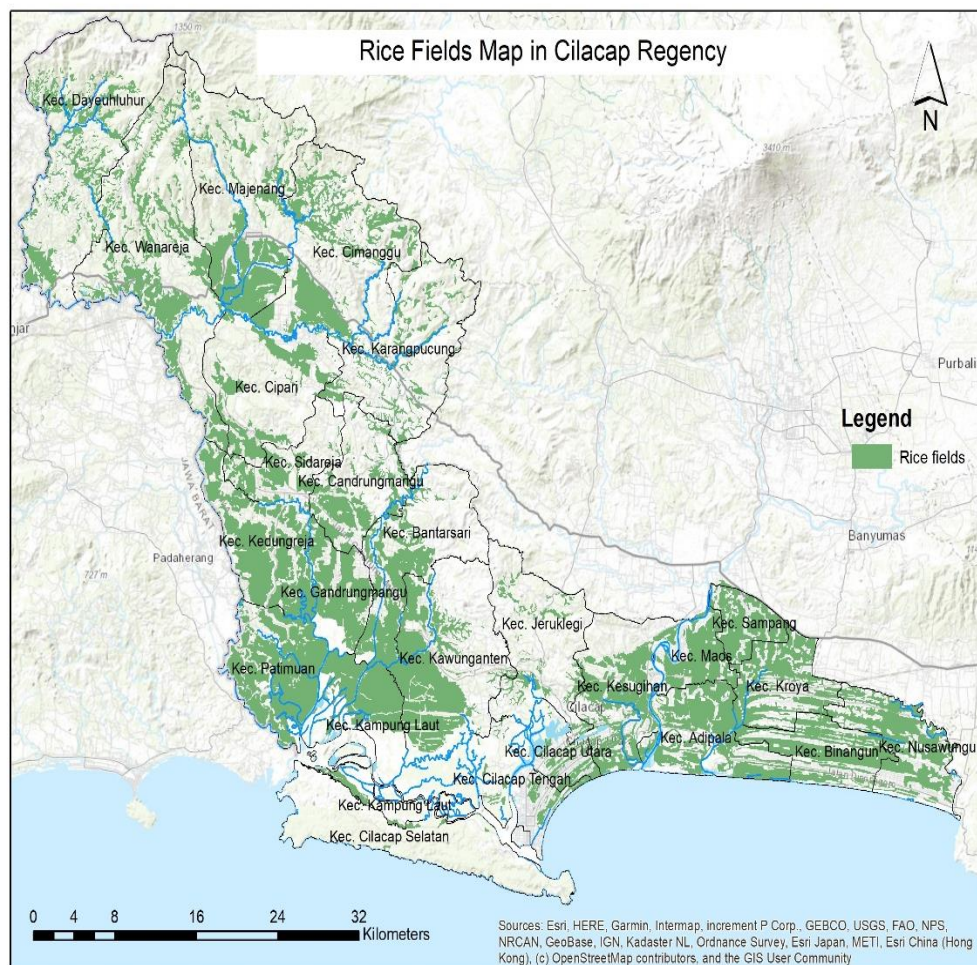 Rice Fields Map in Cilacap Regency
1350 m
3410 m
N
Kec. Dayeuhluhur
Kec. Majenang
Kec. Wanareja
Kec. Cimanggu
njar
Kec. Karangpucung
Kec. Cipari
Purbali
Legend
Rice fields
Kec. Sidareja
Kec. Candrungmangu
JAWA BARAT
Kec. Bantarsari
Banyumas
Kec. Kedungreja
Padaherang
727 m
Kec. Gandrungmangu
Kec. Jeruklegi
Kec. Sampang
Kec. Maos
Kec. Patimuan
Kec. Kawunganten
Kec. Kesugihan
Kec. Kroya
Cilacap
Kec. Kampung Laut
Kec. Cilacap Utara
Kec. Adipala
Kec. Binangun
Kec. Nusawungu
Kec. Cilacap Tengah
Kec. Kampung Laut
Kec. Cilacap Selatan
0 2 4 8 16 24 32
Kilometers
Sources: Esri, HERE, Garmin, Intermap, increment P Corp., GEBCO, USGS, FAO, NPS,
NRCAN, GeoBase, IGN, Kadaster NL, Ordnance Survey, Esri Japan, METI, Esri China (Hong
Kong), (c) OpenStreetMap contributors, and the GIS User Community